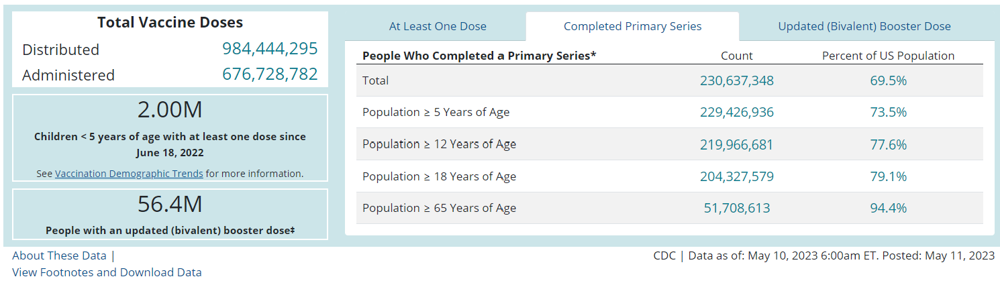 Total Vaccine Doses
Distributed 984,444,295
Administered 676,728,782
2.00M
Children < 5 years of age with at least one dose since
June 18, 2022
See Vaccination Demographic Trends for more information.
56.4M
People with an updated (bivalent) booster dose‡
At Least One Dose Completed Primary Series Updated (Bivalent) Booster Dose
People Who Completed a Primary Series* Count Percent of US Population
Total 230,637,348 69.5%
Population ≥ 5 Years of Age 229,426,936 73.5%
Population ≥ 12 Years of Age 219,966,681 77.6%
Population ≥ 18 Years of Age 204,327,579 79.1%
Population ≥ 65 Years of Age 51,708,613 94.4%
About These Data |
View Footnotes and Download Data
CDC | Data as of: May 10, 2023 6:00am ET. Posted: May 11, 2023